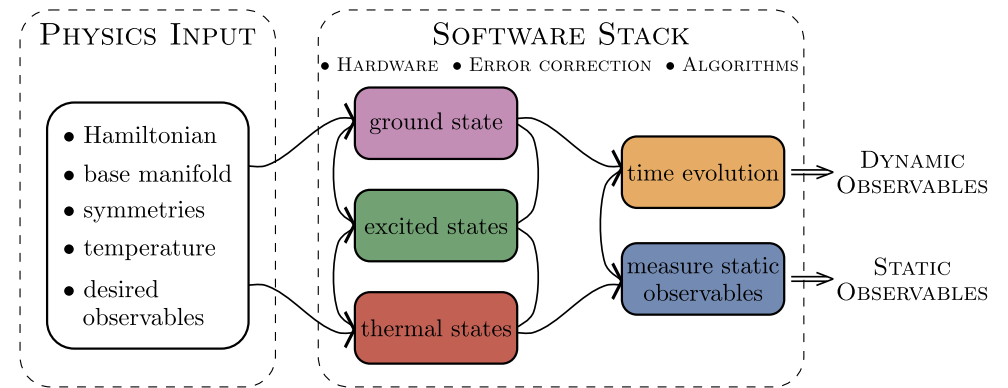 Physics Input
• Hamiltonian
• base manifold
• symmetries
• temperature
• desired
observables
Software Stack
• Hardware • Error correction • Algorithms
ground state
excited states
thermal states
time evolution
measure static
observables
Dynamic
Observables
Static
Observables